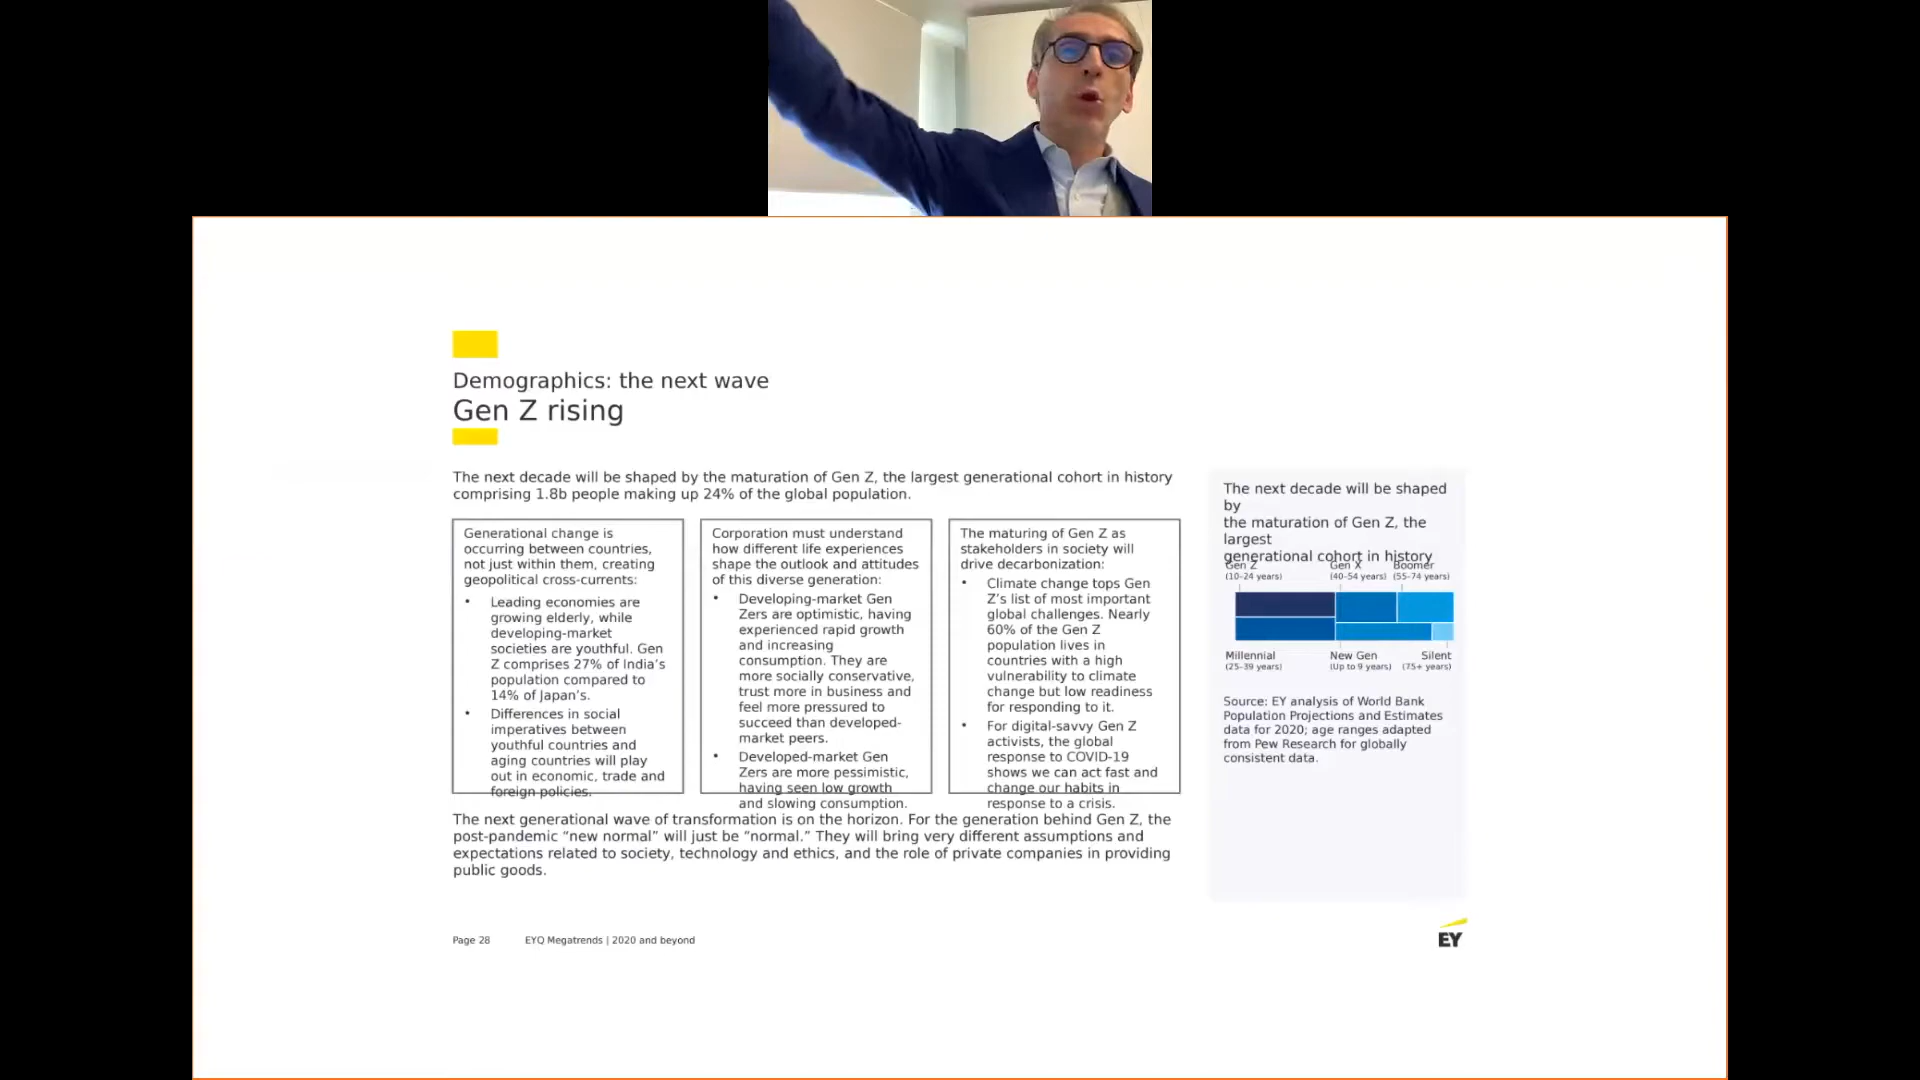 Demographics: the next wave
Gen Z rising
The next decade will be shaped by the maturation of Gen Z, the largest generational cohort in history
comprising 1.8b people making up 24% of the global population.
Generational change is
occurring between countries,
not just within them, creating
geopolitical cross-currents:
• Leading economies are
growing elderly, while
developing-market
societies are youthful. Gen
Z comprises 27% of India’s
population compared to
14% of Japan’s.
• Differences in social
imperatives between
youthful countries and
aging countries will play
out in economic, trade and
foreign policies.
Corporation must understand
how different life experiences
shape the outlook and attitudes
of this diverse generation:
• Developing-market Gen
Zers are optimistic, having
experienced rapid growth
and increasing
consumption. They are
more socially conservative,
trust more in business and
feel more pressured to
succeed than developed-
market peers.
• Developed-market Gen
Zers are more pessimistic,
having seen low growth
and slowing consumption.
The maturing of Gen Z as
stakeholders in society will
drive decarbonization:
• Climate change tops Gen
Z’s list of most important
global challenges. Nearly
60% of the Gen Z
population lives in
countries with a high
vulnerability to climate
change but low readiness
for responding to it.
• For digital-savvy Gen Z
activists, the global
response to COVID-19
shows we can act fast and
change our habits in
response to a crisis.
The next generational wave of transformation is on the horizon. For the generation behind Gen Z, the
post-pandemic “new normal” will just be “normal.” They will bring very different assumptions and
expectations related to society, technology and ethics, and the role of private companies in providing
public goods.
The next decade will be shaped
by
the maturation of Gen Z, the
largest
generational cohort in history
Gen Z Gen X Boomer
(10–24 years) (40–54 years) (55–74 years)
Millennial New Gen Silent
(25–39 years) (Up to 9 years) (75+ years)
Source: EY analysis of World Bank
Population Projections and Estimates
data for 2020; age ranges adapted
from Pew Research for globally
consistent data.
Page 28 EYQ Megatrends | 2020 and beyond
EY